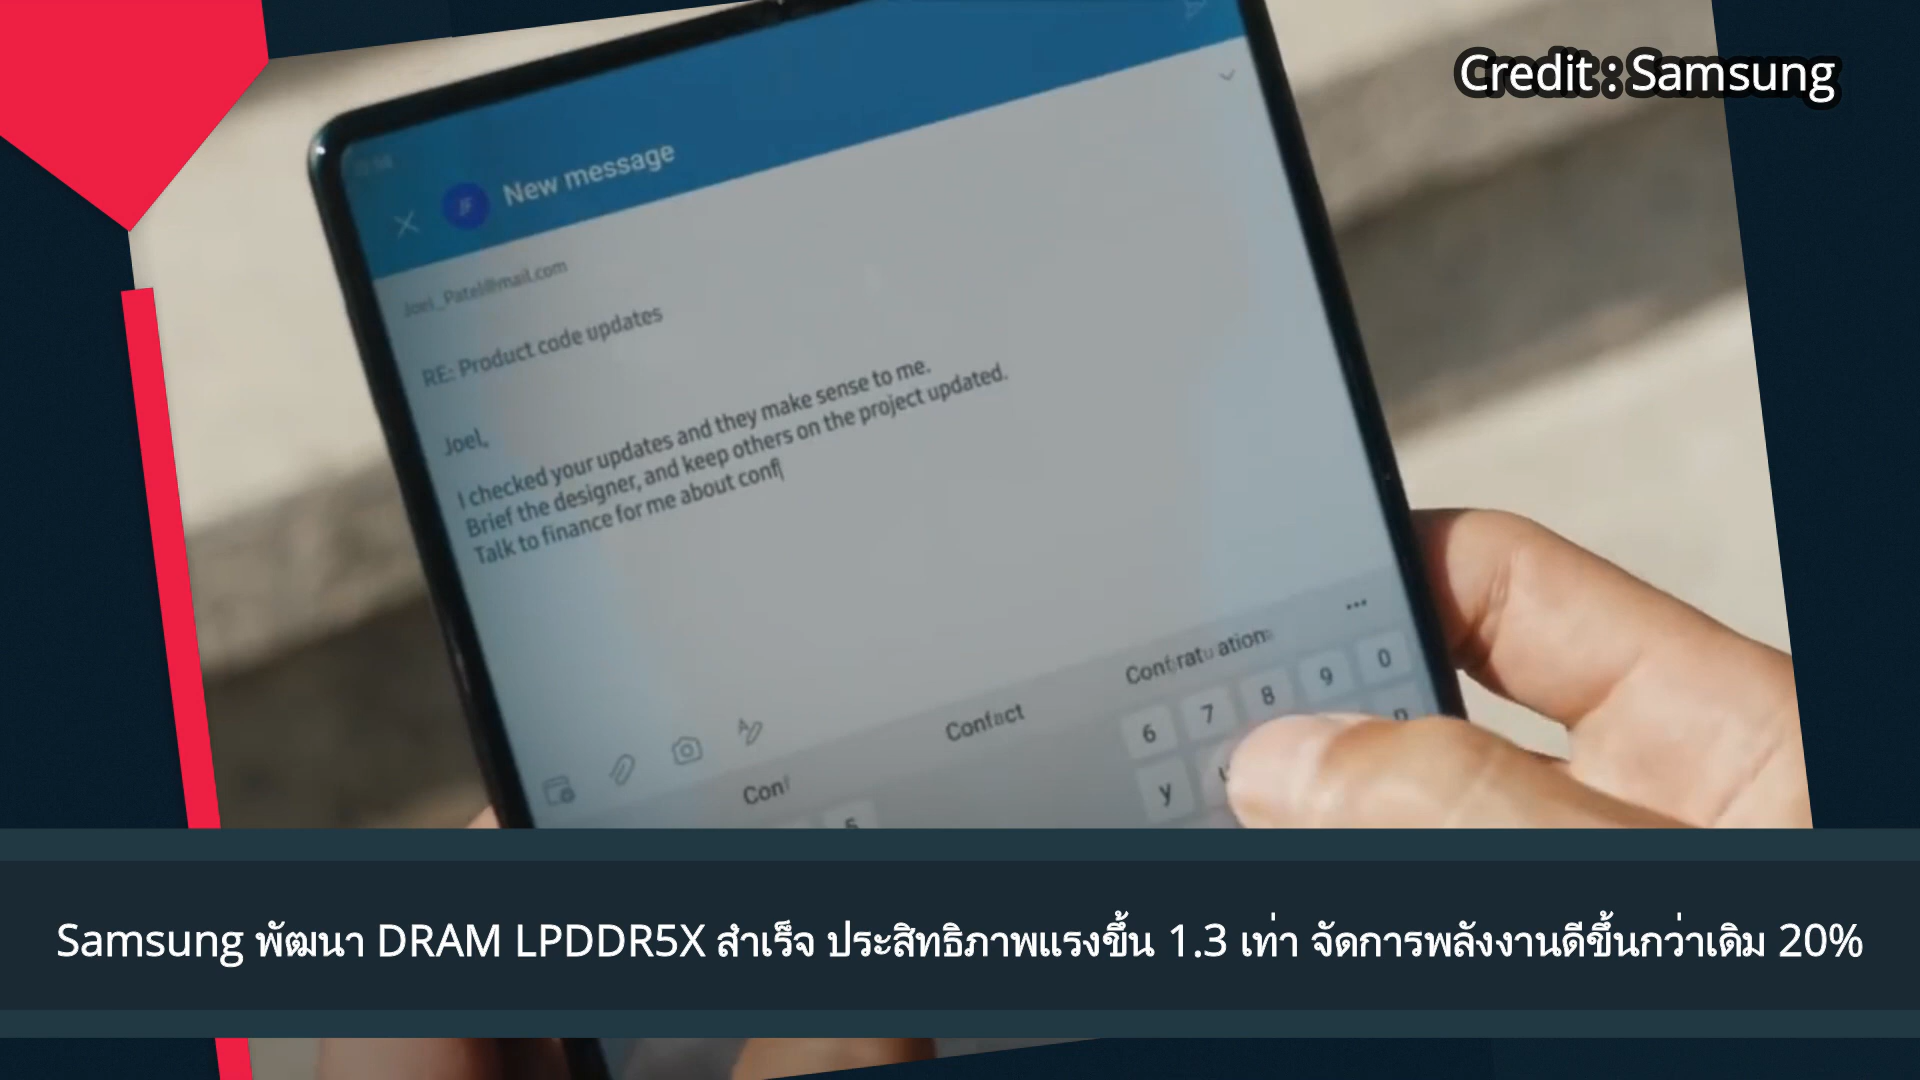 Credit : Samsung
New message
Joel_Patel@mail.com
RE: Product code updates
Joel,
I checked your updates and they make sense to me.
Brief the designer, and keep others on the project updated.
Talk to finance for me about conf
Conf
Contact
6 7 8 9 0
y
Samsung พัฒนา DRAM LPDDR5X สำเร็จ ประสิทธิภาพแรงขึ้น 1.3 เท่า จัดการพลังงานดีขึ้นกว่าเดิม 20%